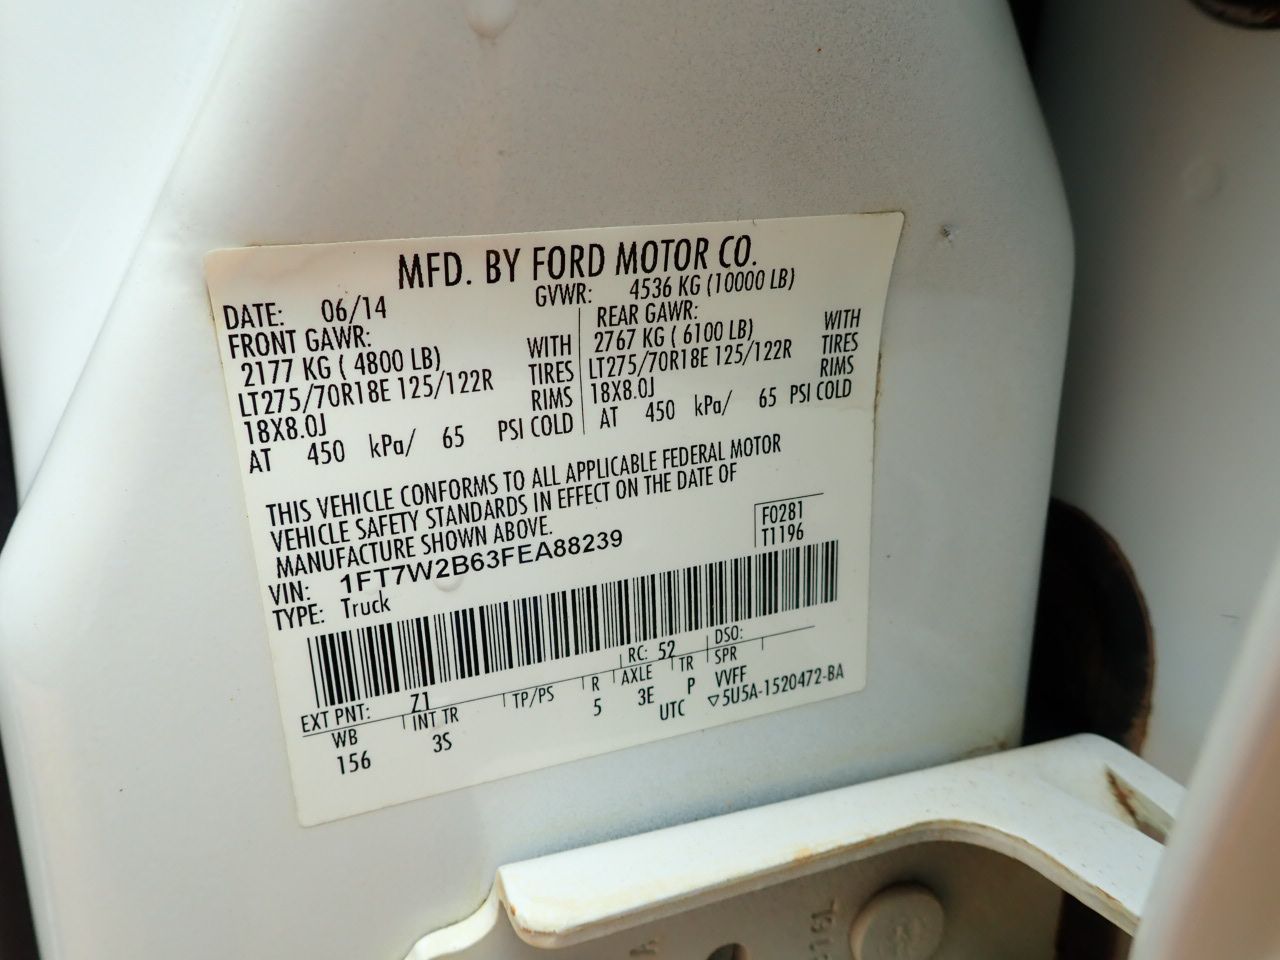 MFD. BY FORD MOTOR CO.
DATE: 06/14 GVWR: 4536 KG (10000 LB)
FRONT GAWR: REAR GAWR:
2177 KG ( 4800 LB) WITH 2767 KG ( 6100 LB) WITH
LT275/70R18E 125/122R TIRES LT275/70R18E 125/122R TIRES
18X8.0J RIMS 18X8.0J RIMS
AT 450 kPa/ 65 PSI COLD AT 450 kPa/ 65 PSI COLD
THIS VEHICLE CONFORMS TO ALL APPLICABLE FEDERAL MOTOR
VEHICLE SAFETY STANDARDS IN EFFECT ON THE DATE OF
MANUFACTURE SHOWN ABOVE.
F0281
VIN: 1FT7W2B63FEA88239 T1196
TYPE: Truck
EXT PNT: Z1 RC: 52 DSO:
WB INT TR TP/PS R AXLE TR SPR
156 3S 5 3E P VVFF
UTC ▽5U5A-1520472-BA